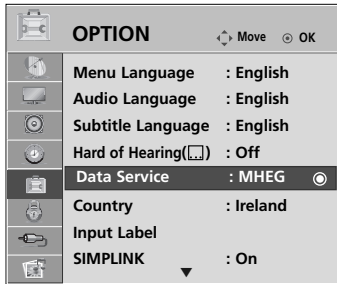 OPTION Move OK
Menu Language : English
Audio Language : English
Subtitle Language : English
Hard of Hearing( ) : Off
Data Service : MHEG
Country : Ireland
Input Label
SIMPLINK : On